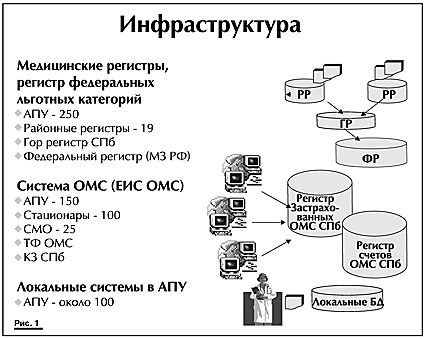 Инфраструктура
Медицинские регистры,
регистр федеральных
льготных категорий
АПУ - 250
Районные регистры - 19
Гор регистр СПб
Федеральный регистр (МЗ РФ)
Система ОМС (ЕИС ОМС)
АПУ - 150
Стационары - 100
СМО - 25
ТФ ОМС
КЗ СПб
Локальные системы в АПУ
АПУ - около 100
Рис. 1
РР
РР
ГР
ФР
Регистр
Застрахо-
ванных
ОМС СПб
Регистр
счетов
ОМС СПб
Локальные БД